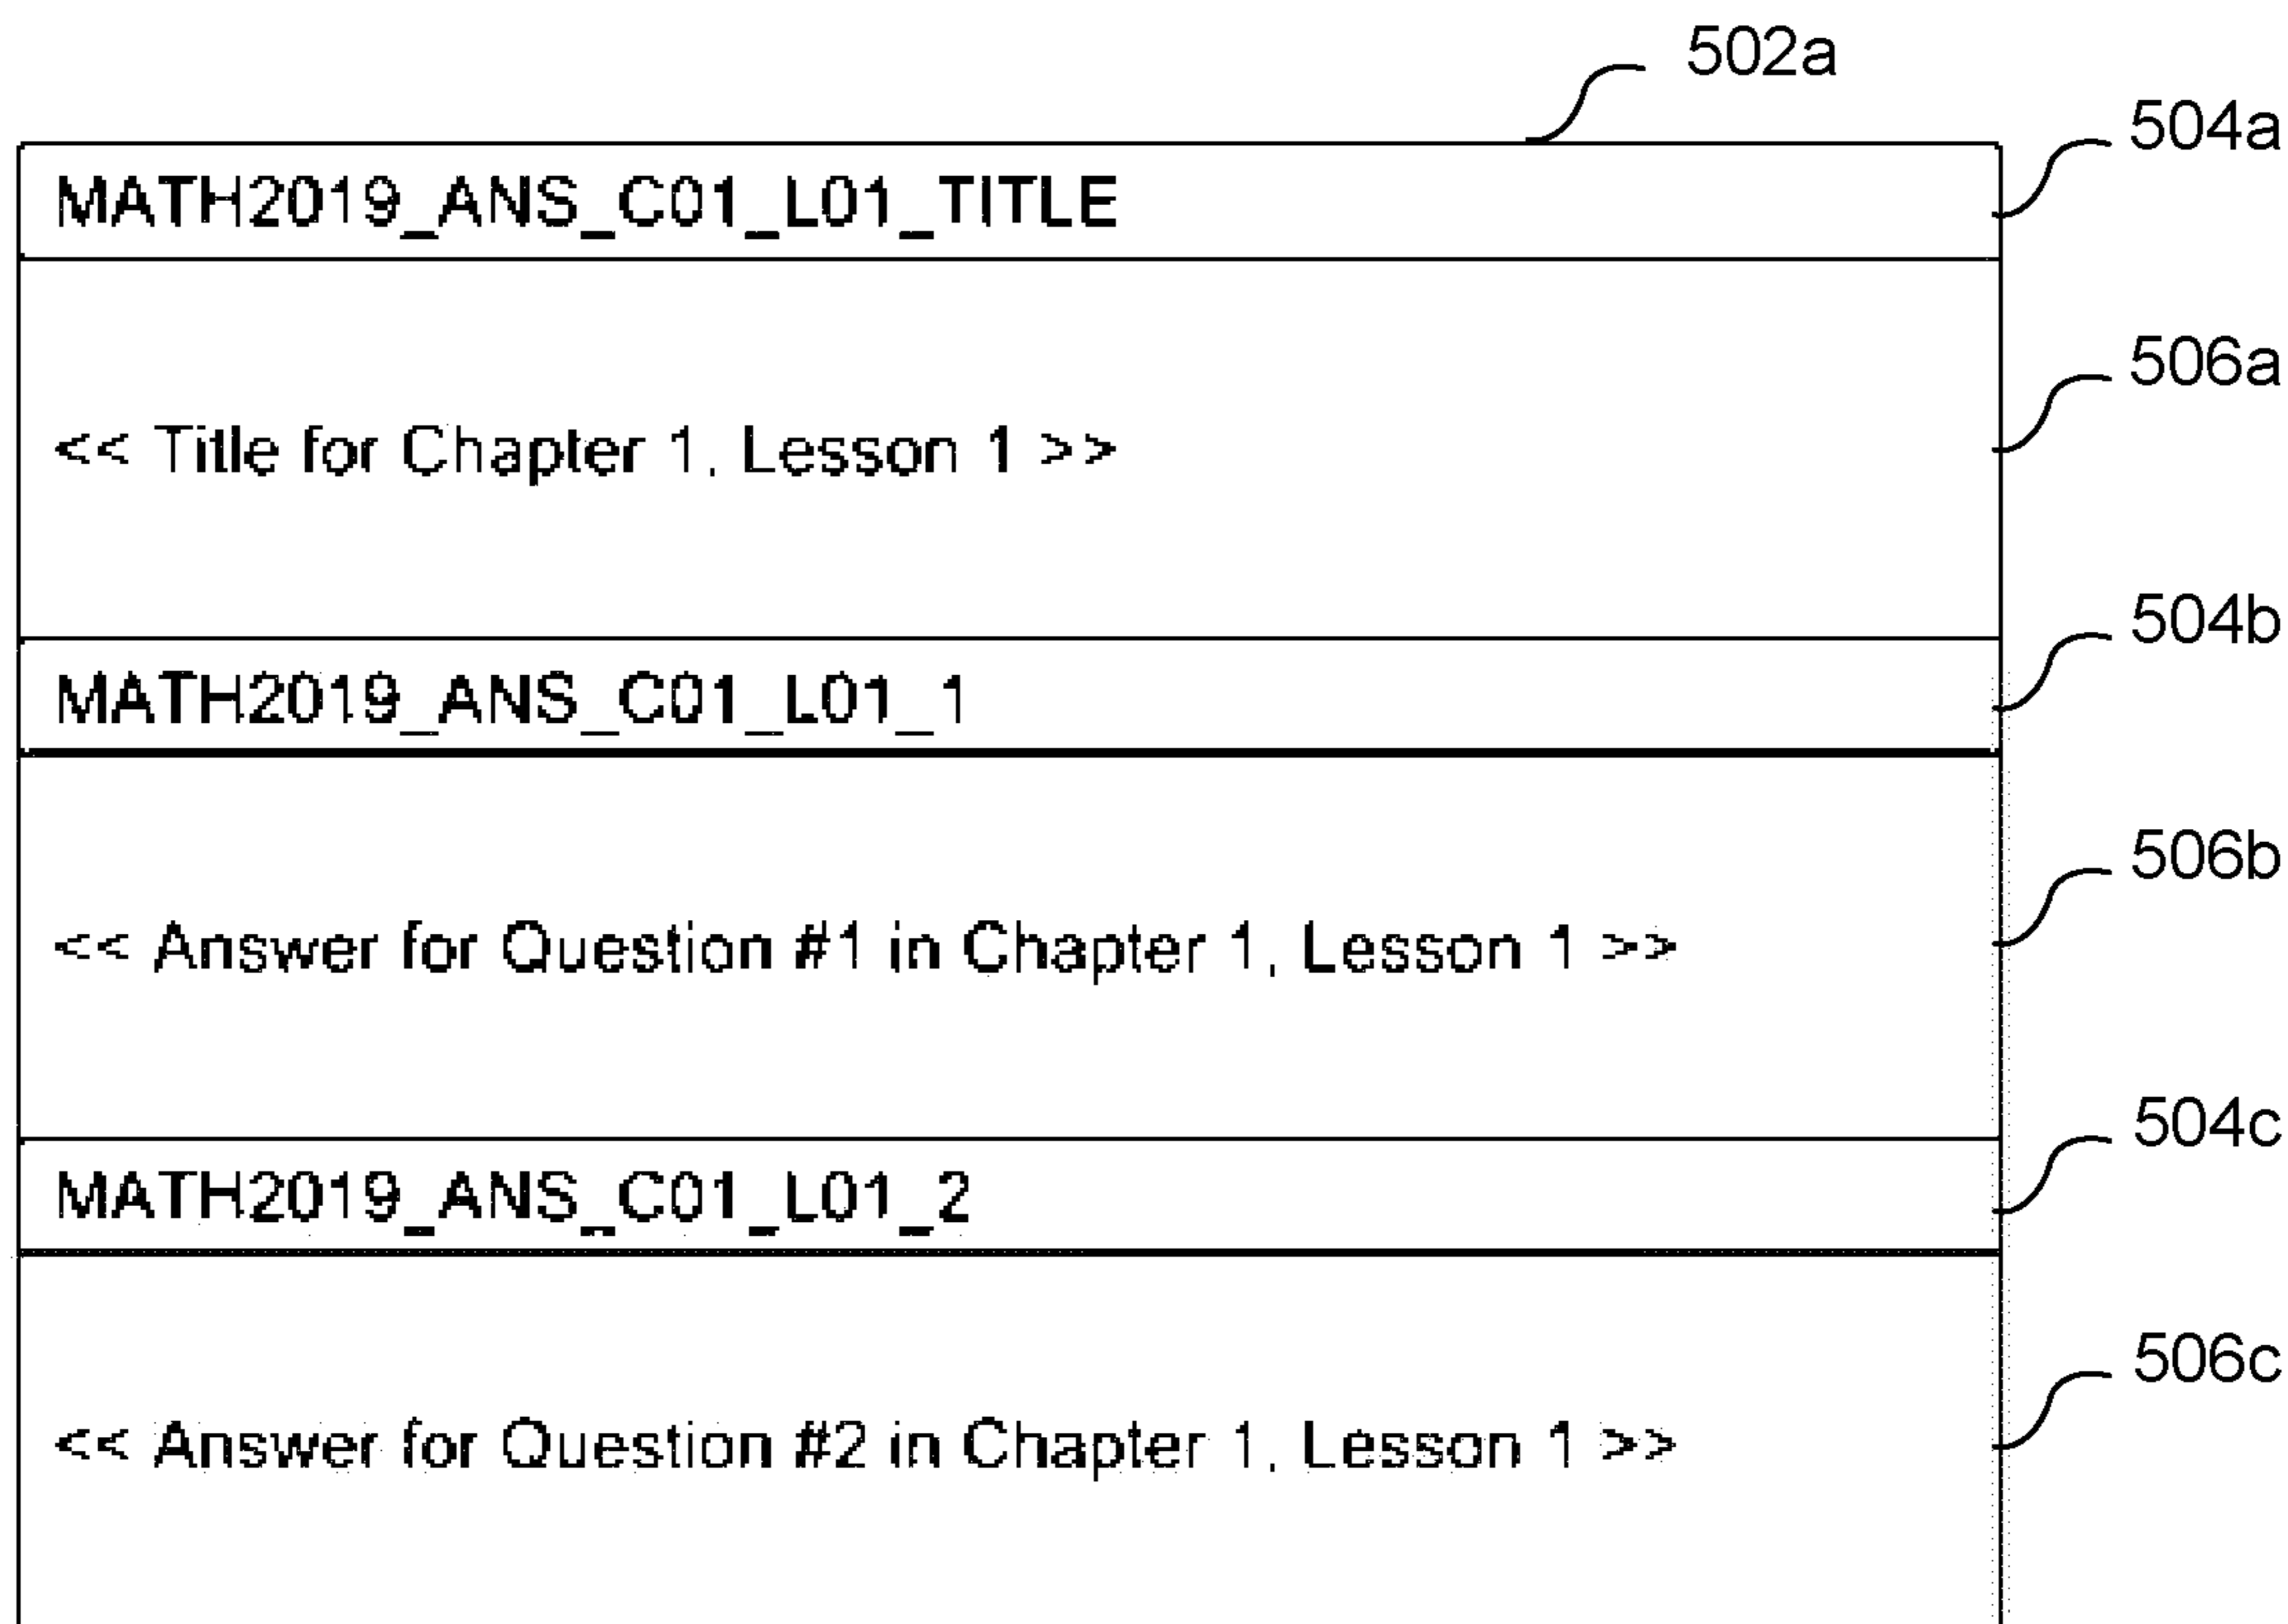 502a
504a
MATH2019_ANS_C01_L01_TITLE
506a
<< Title for Chapter 1, Lesson 1 >>
504b
MATH2019_ANS_C01_L01_1
506b
<< Answer for Question #1 in Chapter 1, Lesson 1 >>
504c
MATH2019_ANS_C01_L01_2
506c
<< Answer for Question #2 in Chapter 1, Lesson 1 >>